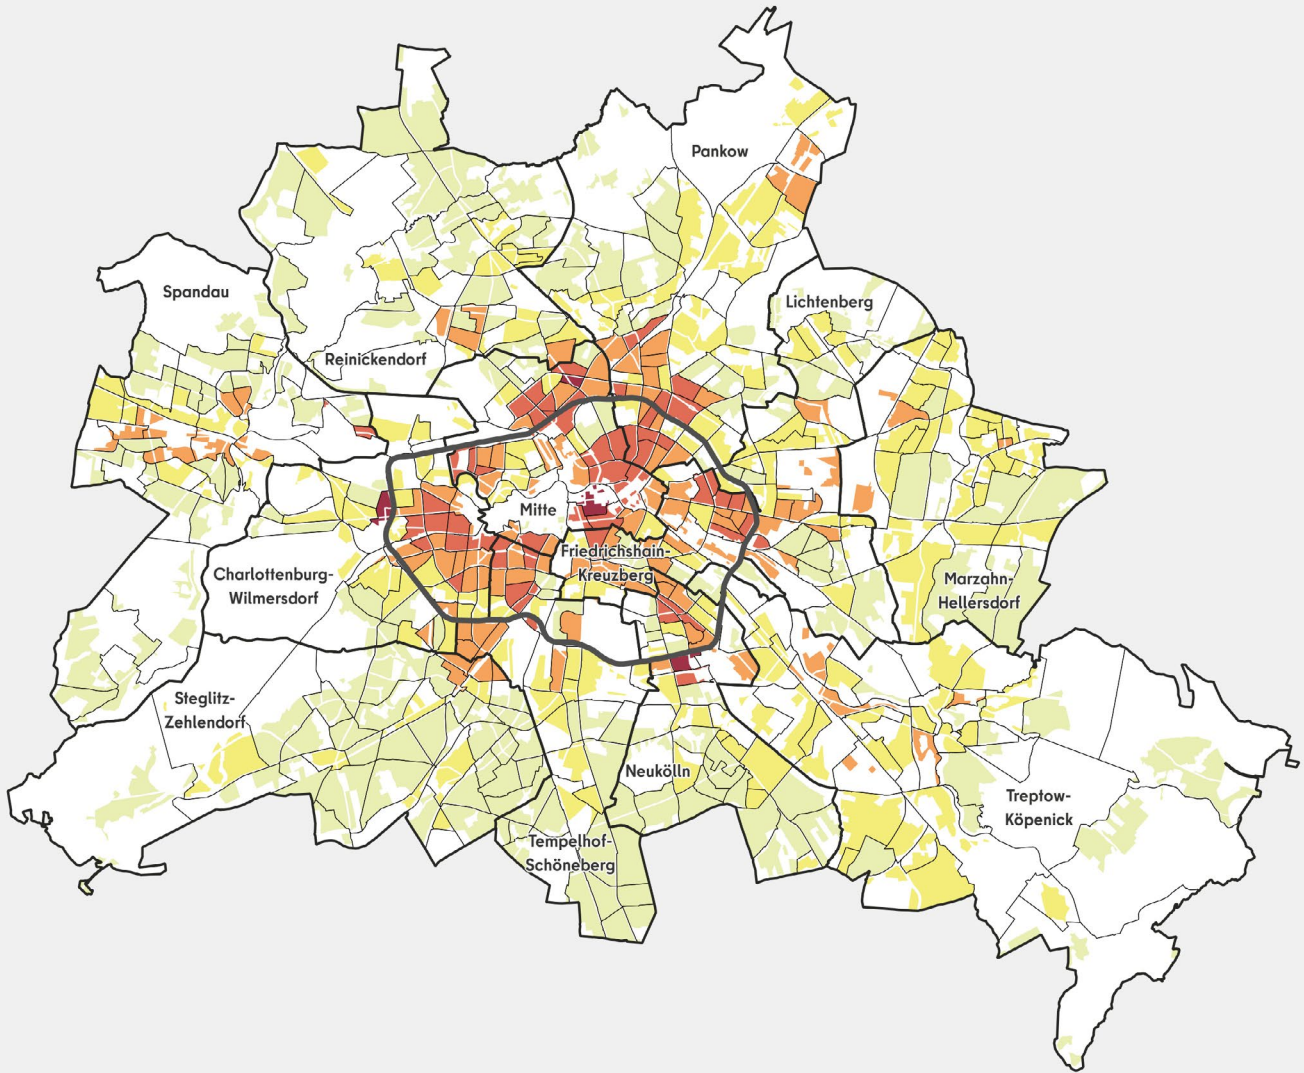 Pankow
Spandau
Lichtenberg
Reinickendorf
Mitte
Friedrichshain-
Kreuzberg
Charlottenburg-
Wilmersdorf
Marzahn-
Hellersdorf
Steglitz-
Zehlendorf
Neukölln
Treptow-
Köpenick
Tempelhof-
Schöneberg